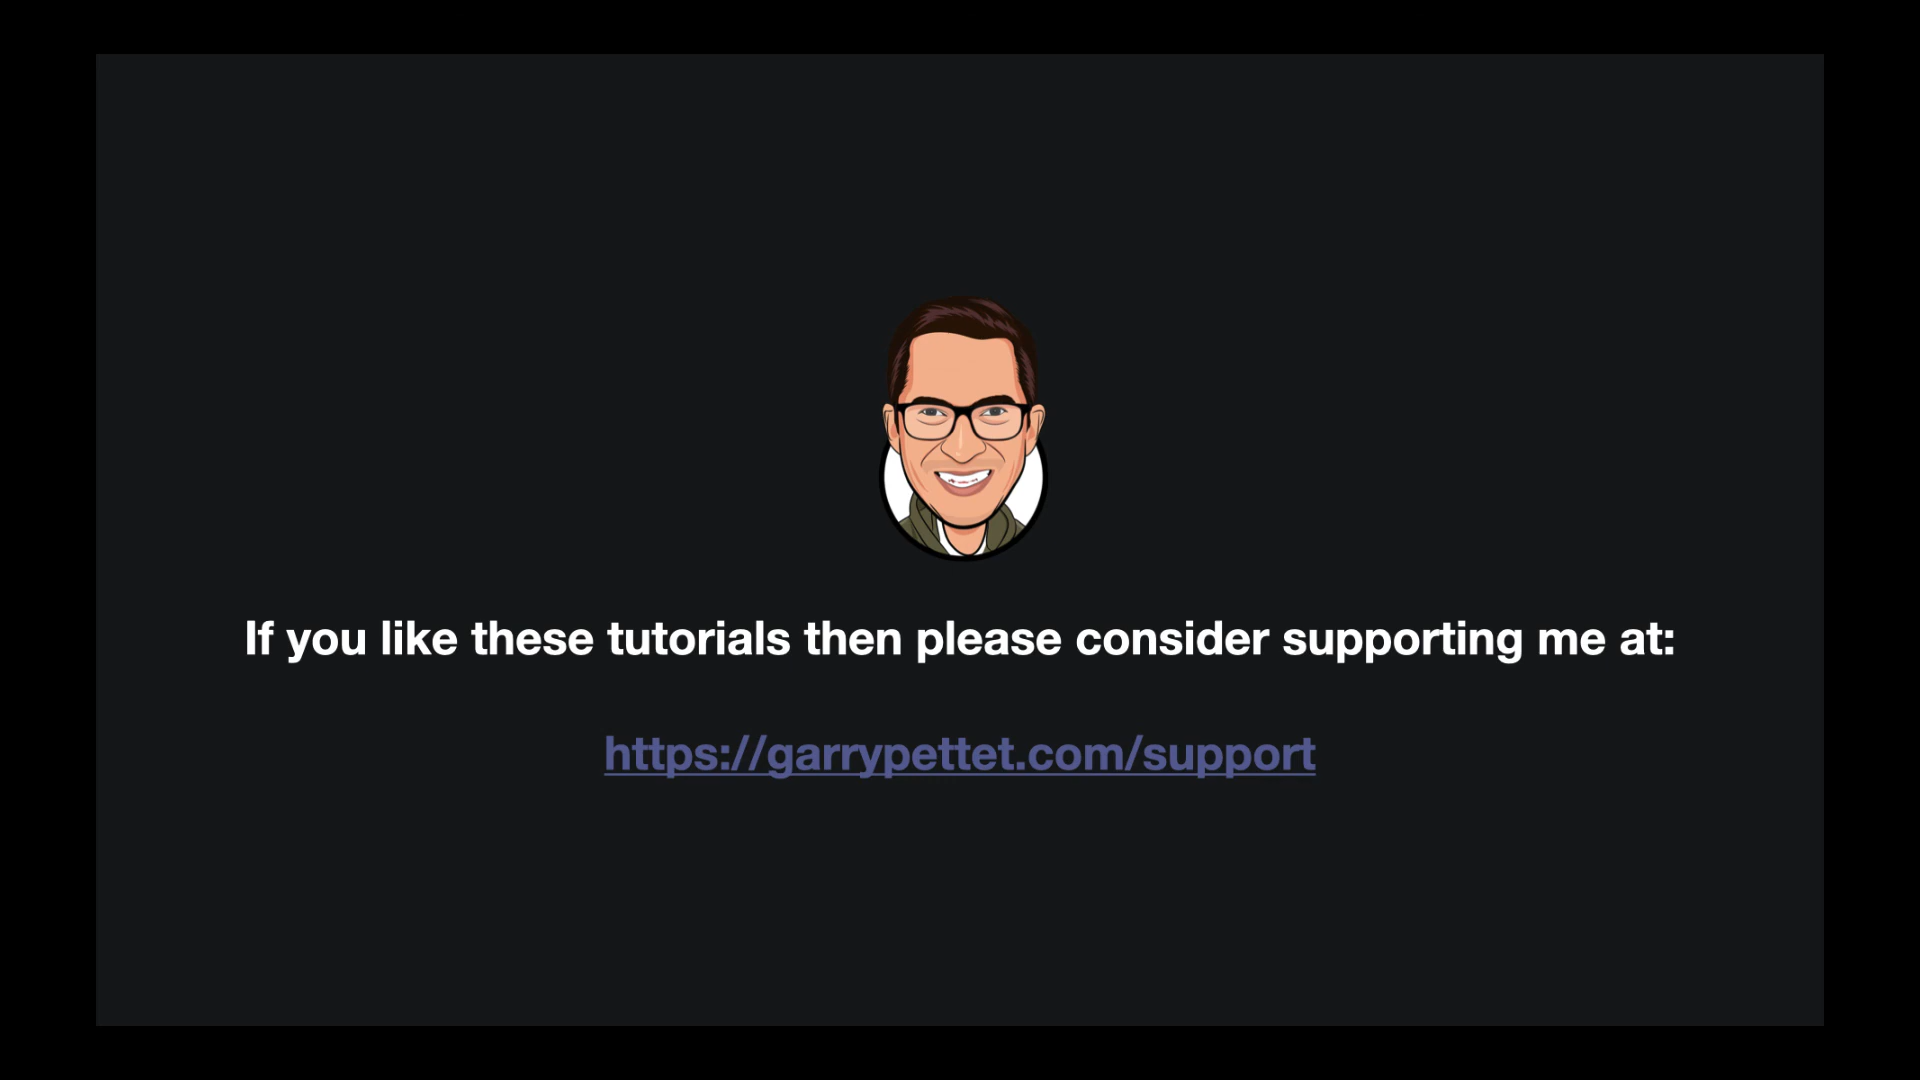 If you like these tutorials then please consider supporting me at:
https://garrypettet.com/support